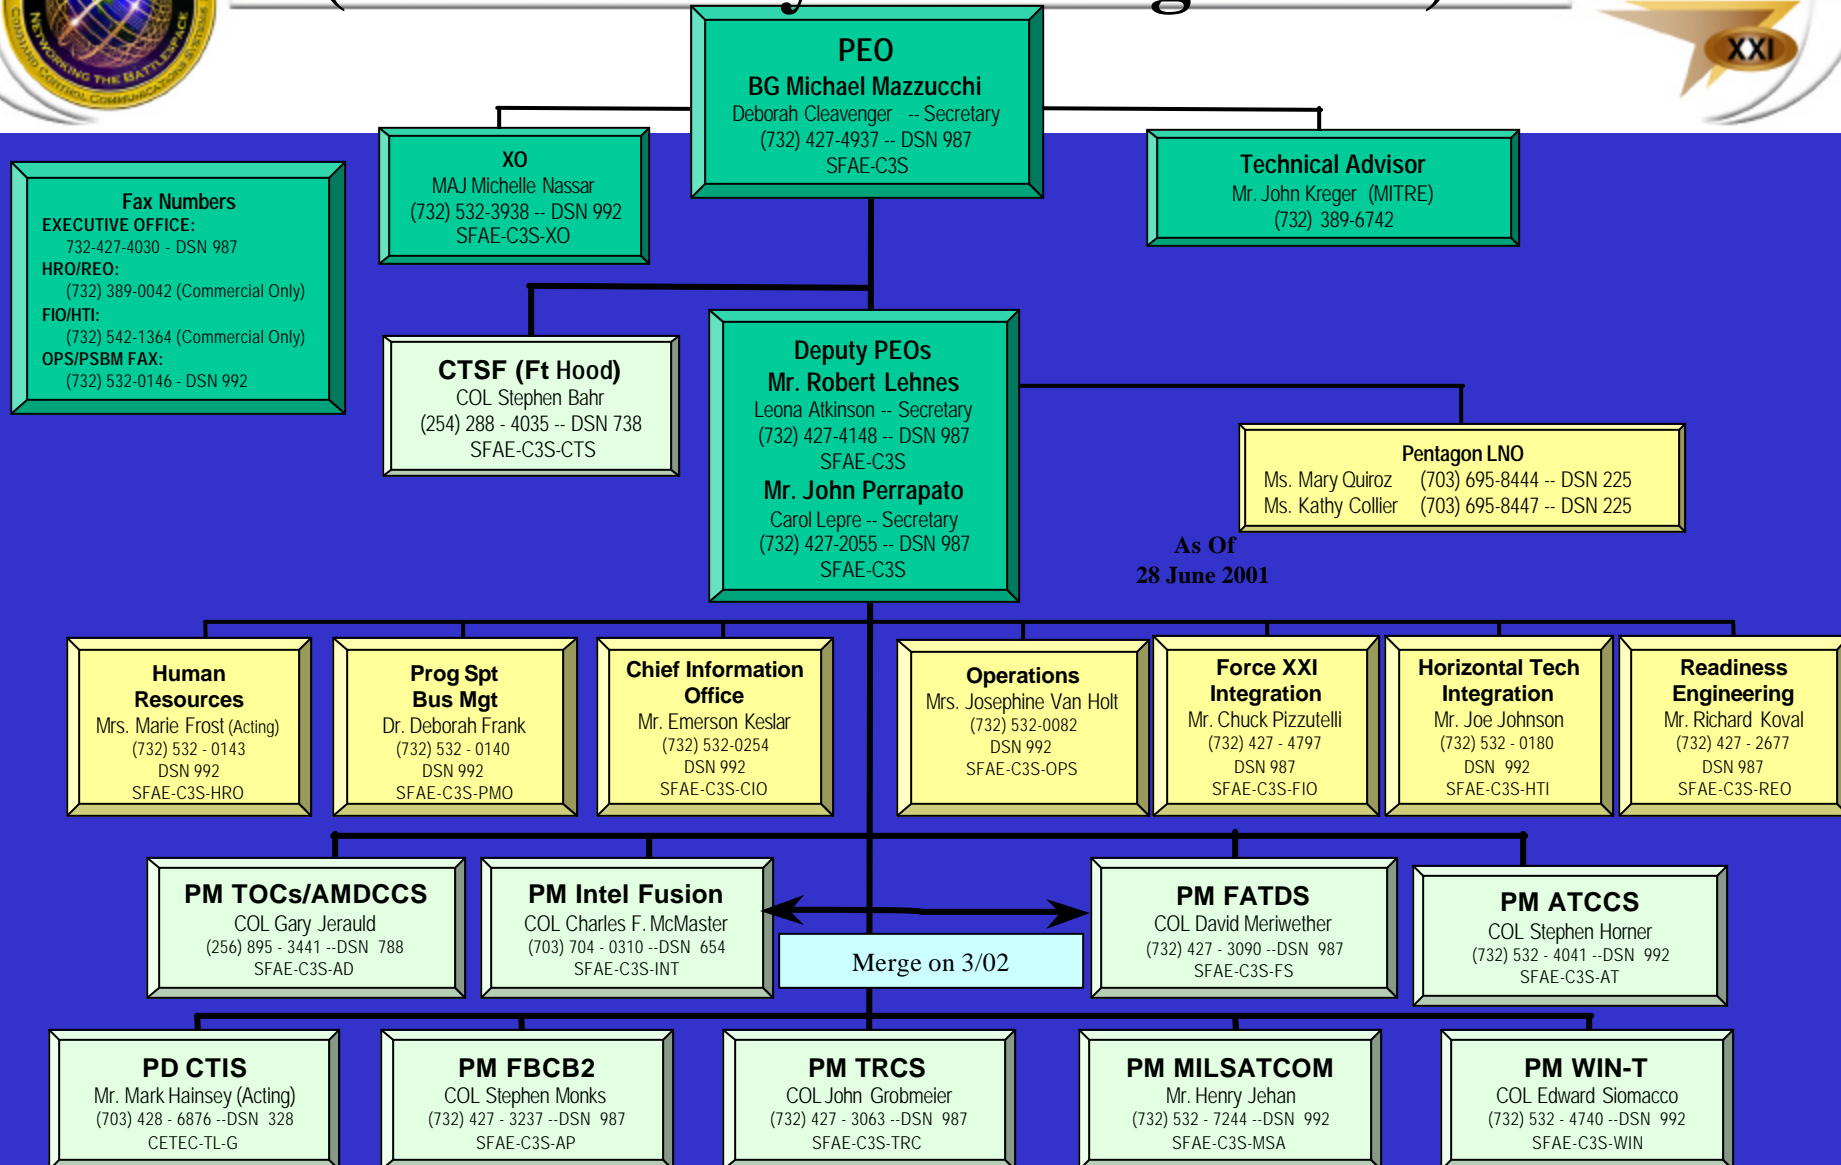 NETWORKING THE BATTLESPACE
XXI
PEO
BG Michael Mazzucchi
Deborah Cleavenger -- Secretary
(732) 427-4937 -- DSN 987
SFAE-C3S
XO
MAJ Michelle Nassar
(732) 532-3938 -- DSN 992
SFAE-C3S-XO
Technical Advisor
Mr. John Kreger (MITRE)
(732) 389-6742
Fax Numbers
EXECUTIVE OFFICE:
732-427-4030 - DSN 987
HRO/REO:
(732) 389-0042 (Commercial Only)
FIO/HTI:
(732) 542-1364 (Commercial Only)
OPS/PSBM FAX:
(732) 532-0146 - DSN 992
CTSF (Ft Hood)
COL Stephen Bahr
(254) 288 - 4035 -- DSN 738
SFAE-C3S-CTS
Deputy PEOs
Mr. Robert Lehnes
Leona Atkinson -- Secretary
(732) 427-4148 -- DSN 987
SFAE-C3S
Mr. John Perrapato
Carol Lepre -- Secretary
(732) 427-2055 -- DSN 987
SFAE-C3S
Pentagon LNO
Ms. Mary Quiroz (703) 695-8444 -- DSN 225
Ms. Kathy Collier (703) 695-8447 -- DSN 225
As Of
28 June 2001
Human
Resources
Mrs. Marie Frost (Acting)
(732) 532 - 0143
DSN 992
SFAE-C3S-HRO
Prog Spt
Bus Mgt
Dr. Deborah Frank
(732) 532 - 0140
DSN 992
SFAE-C3S-PMO
Chief Information
Office
Mr. Emerson Keslar
(732) 532-0254
DSN 992
SFAE-C3S-CIO
Operations
Mrs. Josephine Van Holt
(732) 532-0082
DSN 992
SFAE-C3S-OPS
Force XXI
Integration
Mr. Chuck Pizzutelli
(732) 427 - 4797
DSN 987
SFAE-C3S-FIO
Horizontal Tech
Integration
Mr. Joe Johnson
(732) 532 - 0180
DSN 992
SFAE-C3S-HTI
Readiness
Engineering
Mr. Richard Koval
(732) 427 - 2677
DSN 987
SFAE-C3S-REO
PM TOCs/AMDCCS
COL Gary Jerauld
(256) 895 - 3441 --DSN 788
SFAE-C3S-AD
PM Intel Fusion
COL Charles F. McMaster
(703) 704 - 0310 --DSN 654
SFAE-C3S-INT
Merge on 3/02
PM FATDS
COL David Meriwether
(732) 427 - 3090 --DSN 987
SFAE-C3S-FS
PM ATCCS
COL Stephen Horner
(732) 532 - 4041 --DSN 992
SFAE-C3S-AT
PD CTIS
Mr. Mark Hainsey (Acting)
(703) 428 - 6876 --DSN 328
CETEC-TL-G
PM FBCB2
COL Stephen Monks
(732) 427 - 3237 --DSN 987
SFAE-C3S-AP
PM TRCS
COL John Grobmeier
(732) 427 - 3063 --DSN 987
SFAE-C3S-TRC
PM MILSATCOM
Mr. Henry Jehan
(732) 532 - 7244 --DSN 992
SFAE-C3S-MSA
PM WIN-T
COL Edward Siomacco
(732) 532 - 4740 --DSN 992
SFAE-C3S-WIN